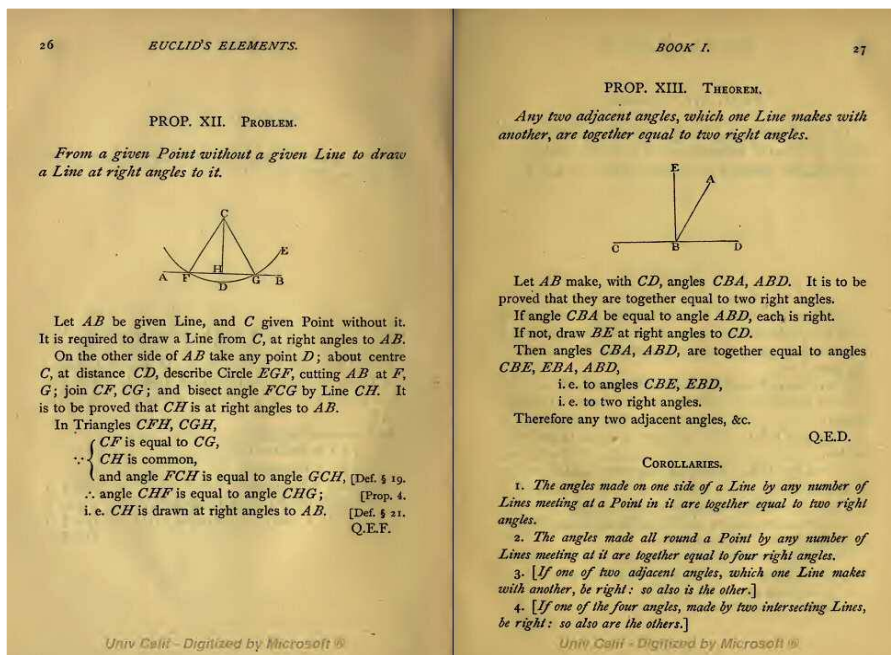 26 EUCLID'S ELEMENTS.
PROP. XII. PROBLEM.
From a given Point without a given Line to draw
a Line at right angles to it.
C
E
H
A F D G B
Let AB be given Line, and C given Point without it.
It is required to draw a Line from C, at right angles to AB.
On the other side of AB take any point D; about centre
C, at distance CD, describe Circle EGF, cutting AB at F,
G; join CF, CG; and bisect angle FCG by Line CH. It
is to be proved that CH is at right angles to AB.
In Triangles CFH, CGH,
∵ { CF is equal to CG,
CH is common,
and angle FCH is equal to angle GCH, [Def. § 19.
∴ angle CHF is equal to angle CHG; [Prop. 4.
i. e. CH is drawn at right angles to AB. [Def. § 21.
Q.E.F.
Univ Calif - Digitized by Microsoft ®
BOOK I. 27
PROP. XIII. THEOREM.
Any two adjacent angles, which one Line makes with
another, are together equal to two right angles.
E
A
C B D
Let AB make, with CD, angles CBA, ABD. It is to be
proved that they are together equal to two right angles.
If angle CBA be equal to angle ABD, each is right.
If not, draw BE at right angles to CD.
Then angles CBA, ABD, are together equal to angles
CBE, EBA, ABD,
i. e. to angles CBE, EBD,
i. e. to two right angles.
Therefore any two adjacent angles, &c.
Q.E.D.
COROLLARIES.
1. The angles made on one side of a Line by any number of
Lines meeting at a Point in it are together equal to two right
angles.
2. The angles made all round a Point by any number of
Lines meeting at it are together equal to four right angles.
3. [If one of two adjacent angles, which one Line makes
with another, be right: so also is the other.]
4. [If one of the four angles, made by two intersecting Lines,
be right: so also are the others.]
Univ Calif - Digitized by Microsoft ®